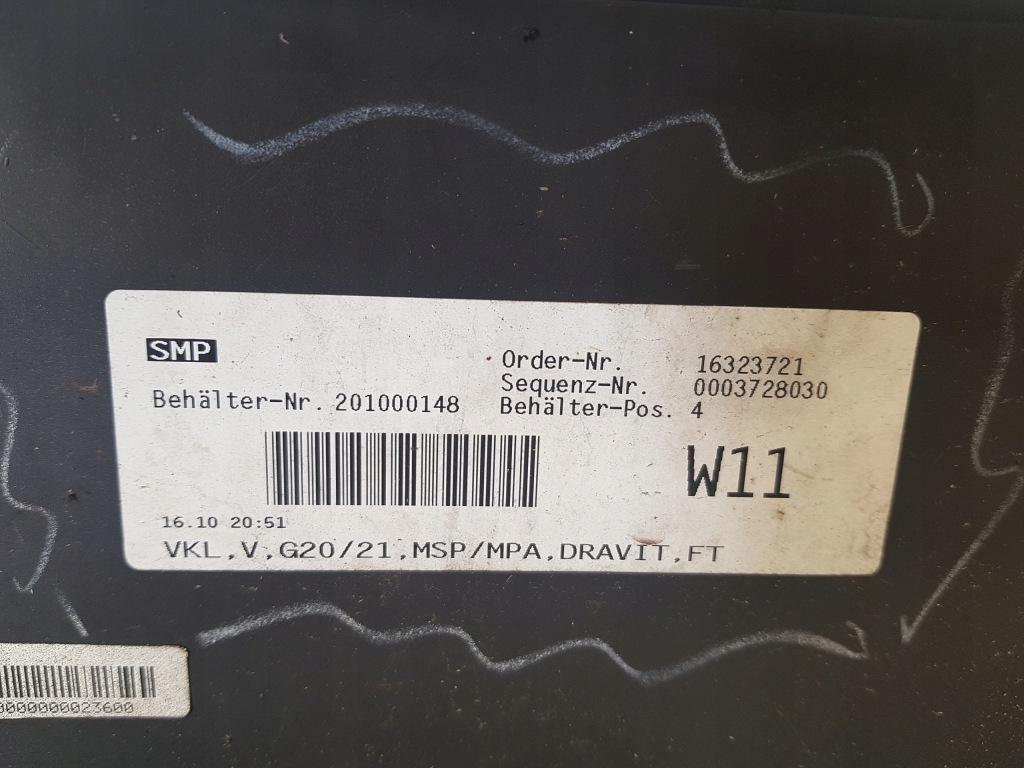 SMP
Order-Nr. 16323721
Sequenz-Nr. 0003728030
Behälter-Nr. 201000148 Behälter-Pos. 4
W11
16.10 20:51
VKL,V,G20/21,MSP/MPA,DRAVIT,FT
0000000000023600